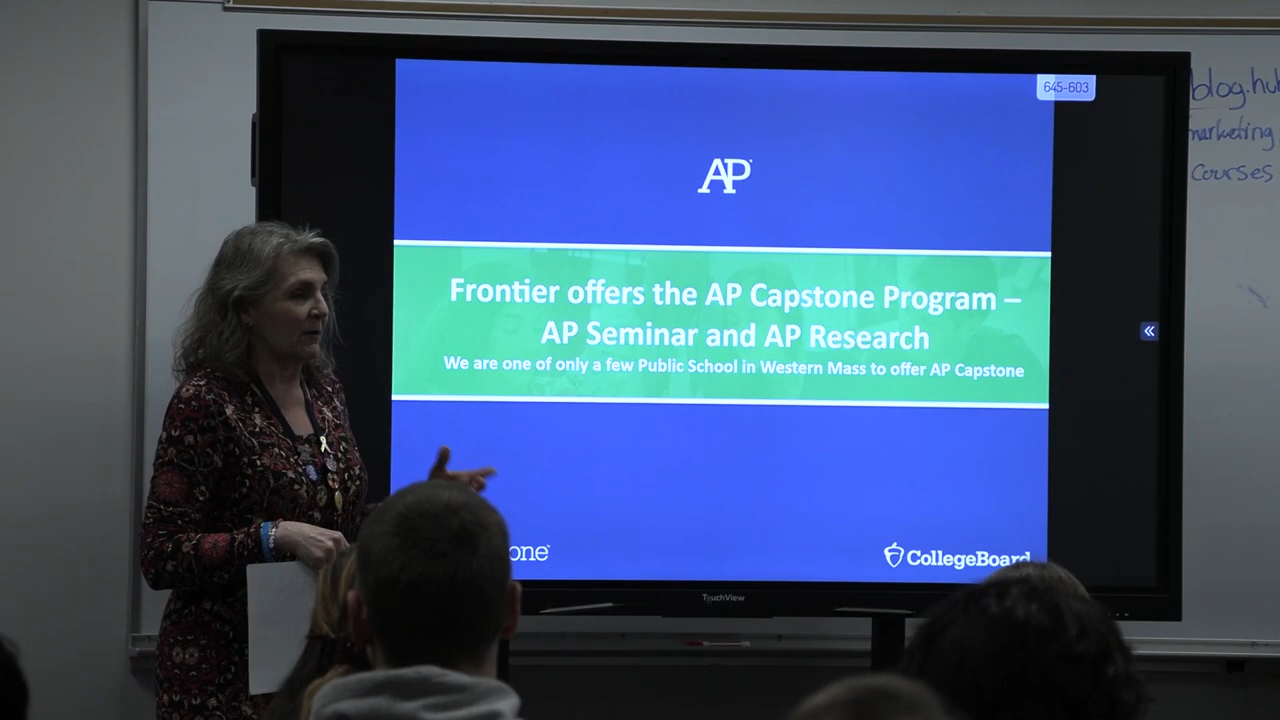 645-603
AP
Frontier offers the AP Capstone Program –
AP Seminar and AP Research
We are one of only a few Public School in Western Mass to offer AP Capstone
CollegeBoard
TouchView
blog.hu
marketing
Courses
«